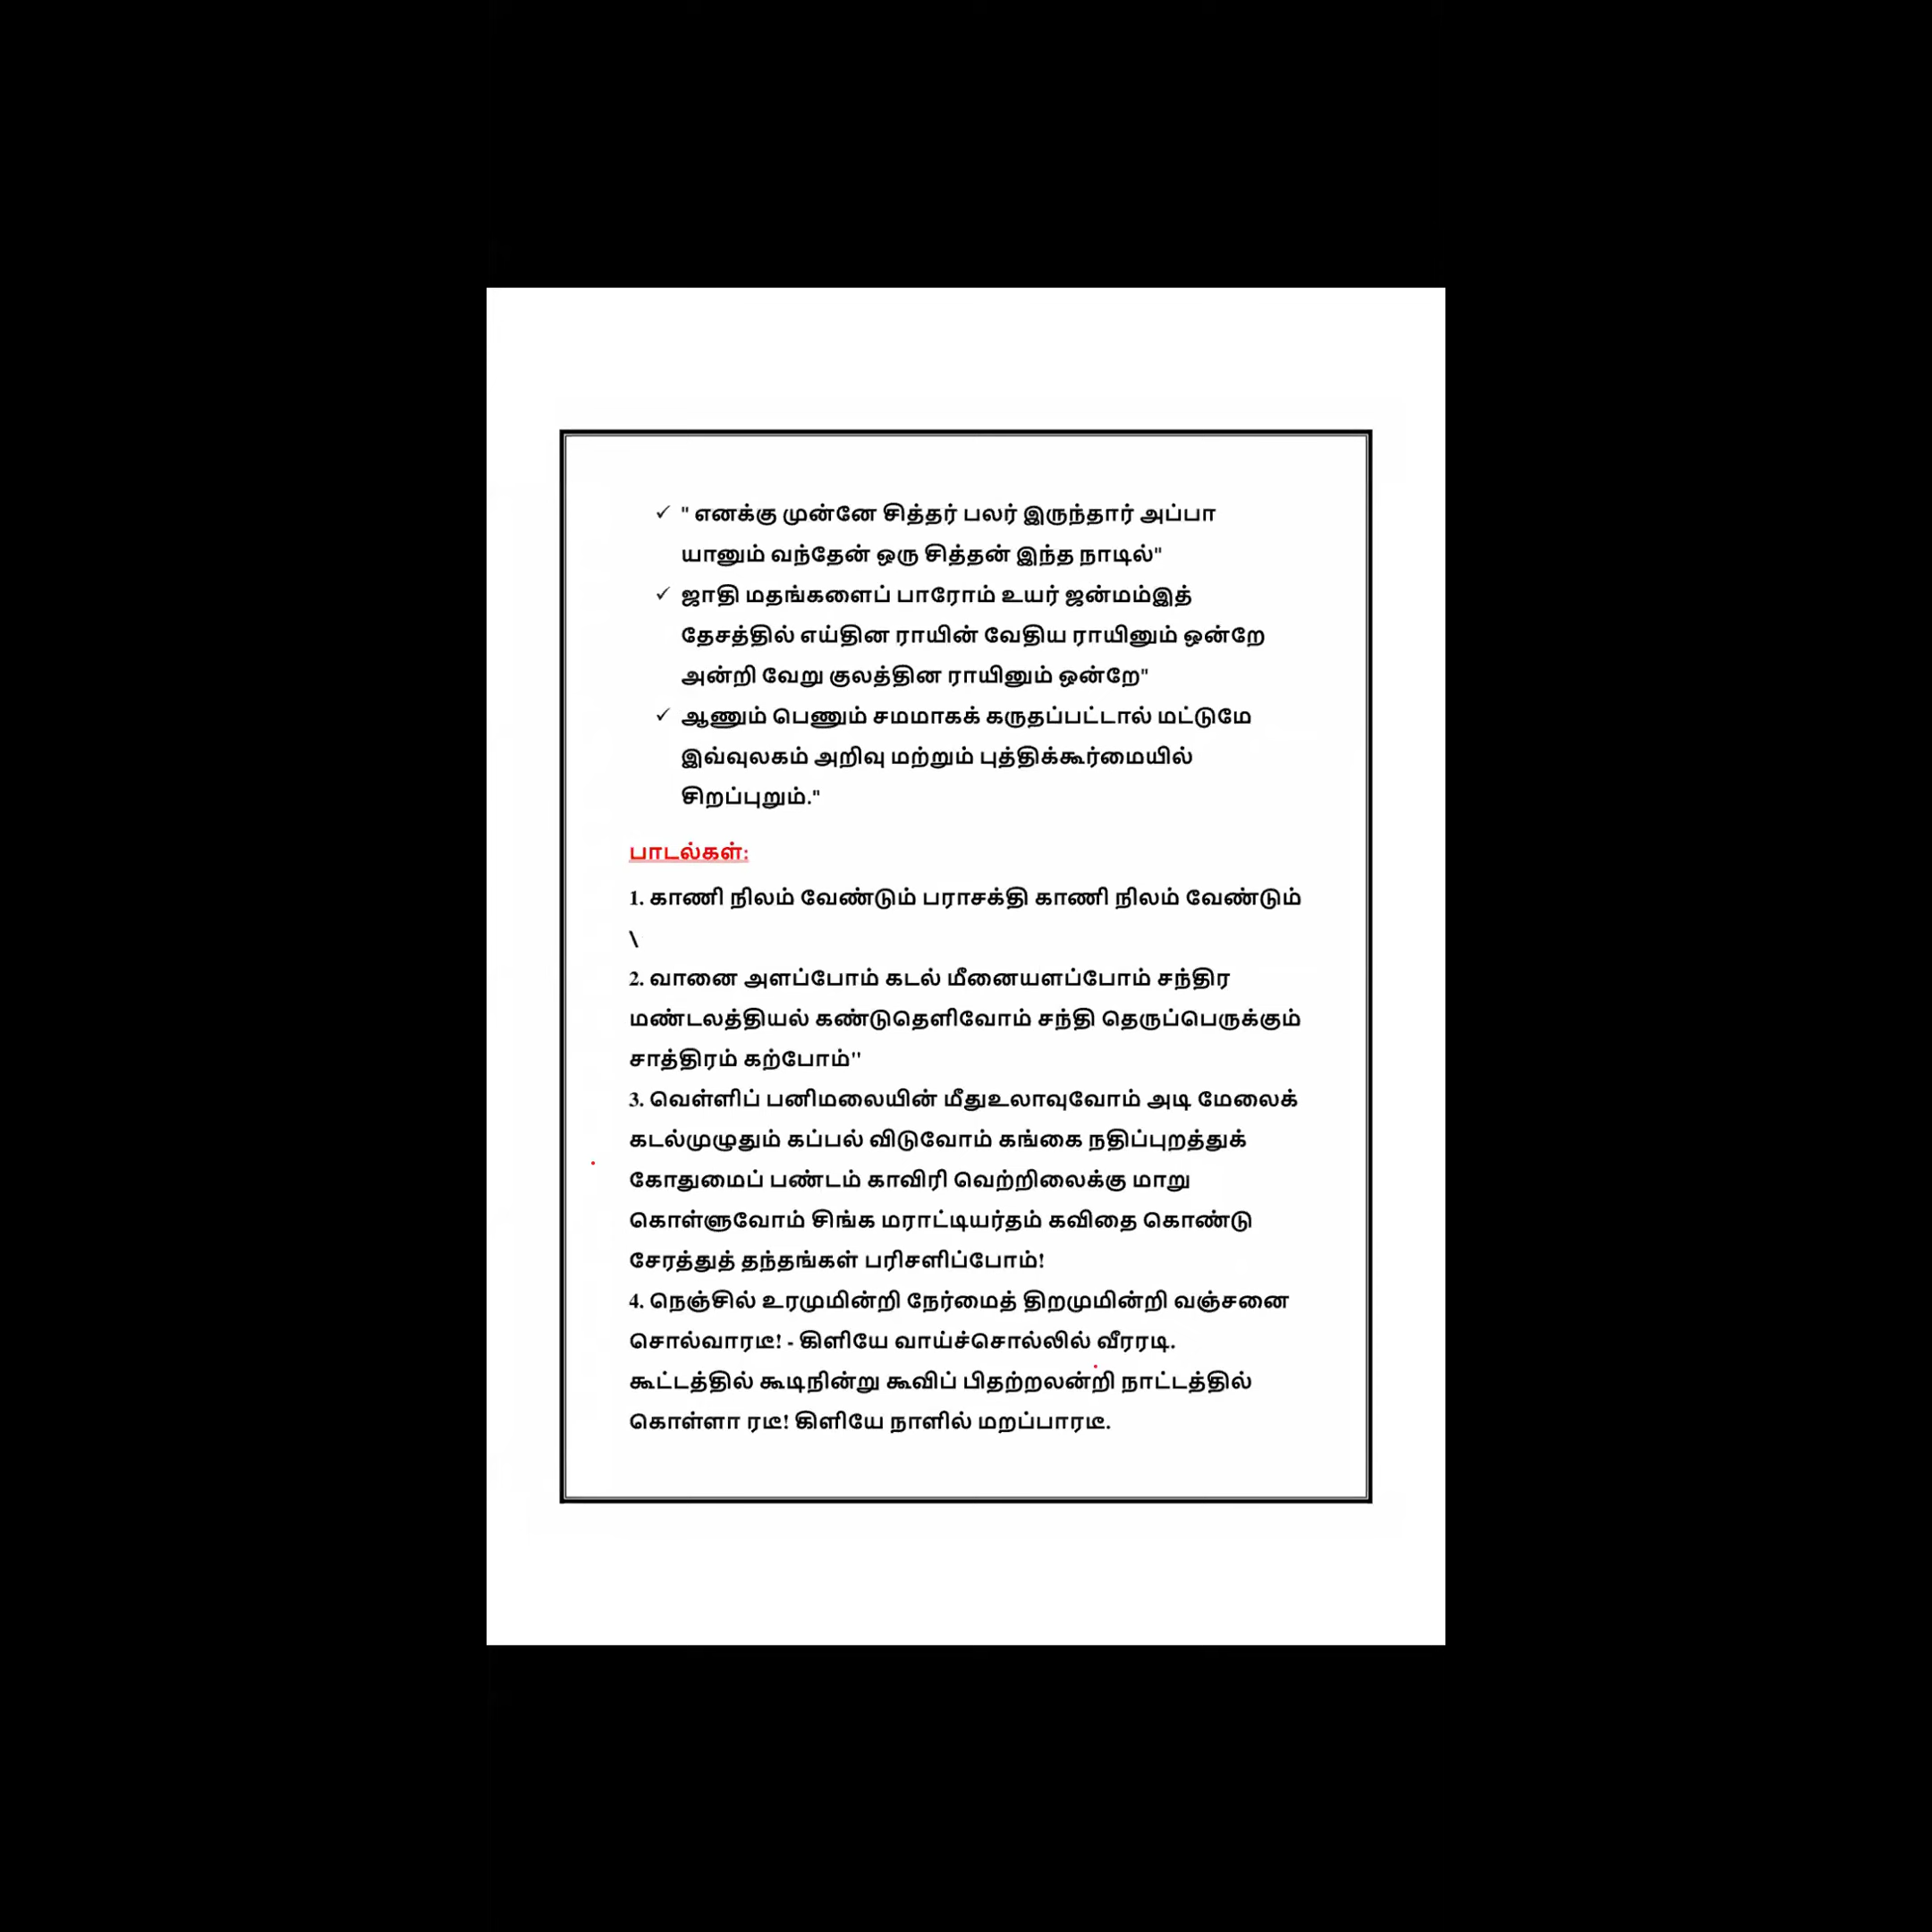 ✓ " எனக்கு முன்னே சித்தர் பலர் இருந்தார் அப்பா
யானும் வந்தேன் ஒரு சித்தன் இந்த நாடில்"
✓ ஜாதி மதங்களைப் பாரோம் உயர் ஜன்மம்இத்
தேசத்தில் எய்தின ராயின் வேதிய ராயினும் ஒன்றே
அன்றி வேறு குலத்தின ராயினும் ஒன்றே"
✓ ஆணும் பெணும் சமமாகக் கருதப்பட்டால் மட்டுமே
இவ்வுலகம் அறிவு மற்றும் புத்திக்கூர்மையில்
சிறப்புறும்."
பாடல்கள்:
1. காணி நிலம் வேண்டும் பராசக்தி காணி நிலம் வேண்டும்
\
2. வானை அளப்போம் கடல் மீனையளப்போம் சந்திர
மண்டலத்தியல் கண்டுதெளிவோம் சந்தி தெருப்பெருக்கும்
சாத்திரம் கற்போம்"
3. வெள்ளிப் பனிமலையின் மீதுஉலாவுவோம் அடி மேலைக்
கடல்முழுதும் கப்பல் விடுவோம் கங்கை நதிப்புறத்துக்
கோதுமைப் பண்டம் காவிரி வெற்றிலைக்கு மாறு
கொள்ளுவோம் சிங்க மராட்டியர்தம் கவிதை கொண்டு
சேரத்துத் தந்தங்கள் பரிசளிப்போம்!
4. நெஞ்சில் உரமுமின்றி நேர்மைத் திறமுமின்றி வஞ்சனை
சொல்வாரடீ! - கிளியே வாய்ச்சொல்லில் வீரரடி.
கூட்டத்தில் கூடிநின்று கூவிப் பிதற்றலன்றி நாட்டத்தில்
கொள்ளா ரடீ! கிளியே நாளில் மறப்பாரடீ.